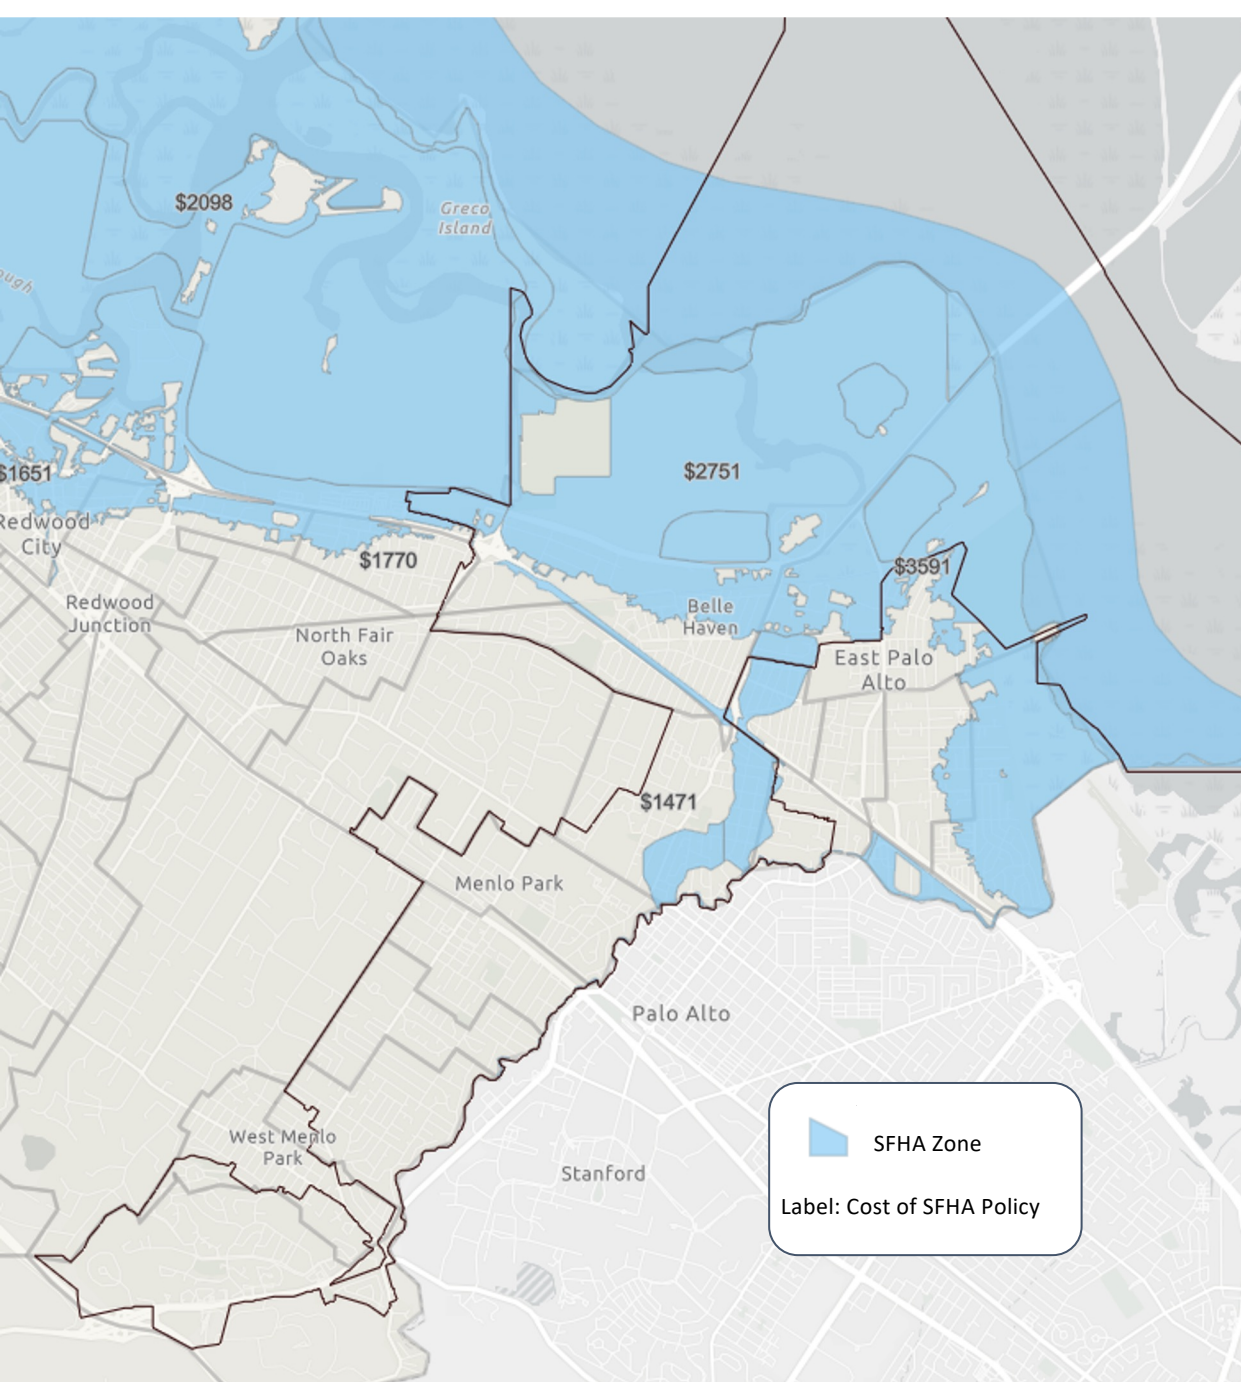 $2098
Greco
Island
ough
$2751
$1651
Redwood
City
$1770
$3591
Redwood
Junction
Belle
Haven
North Fair
Oaks
East Palo
Alto
$1471
Menlo Park
Palo Alto
West Menlo
Park
Stanford
SFHA Zone
Label: Cost of SFHA Policy